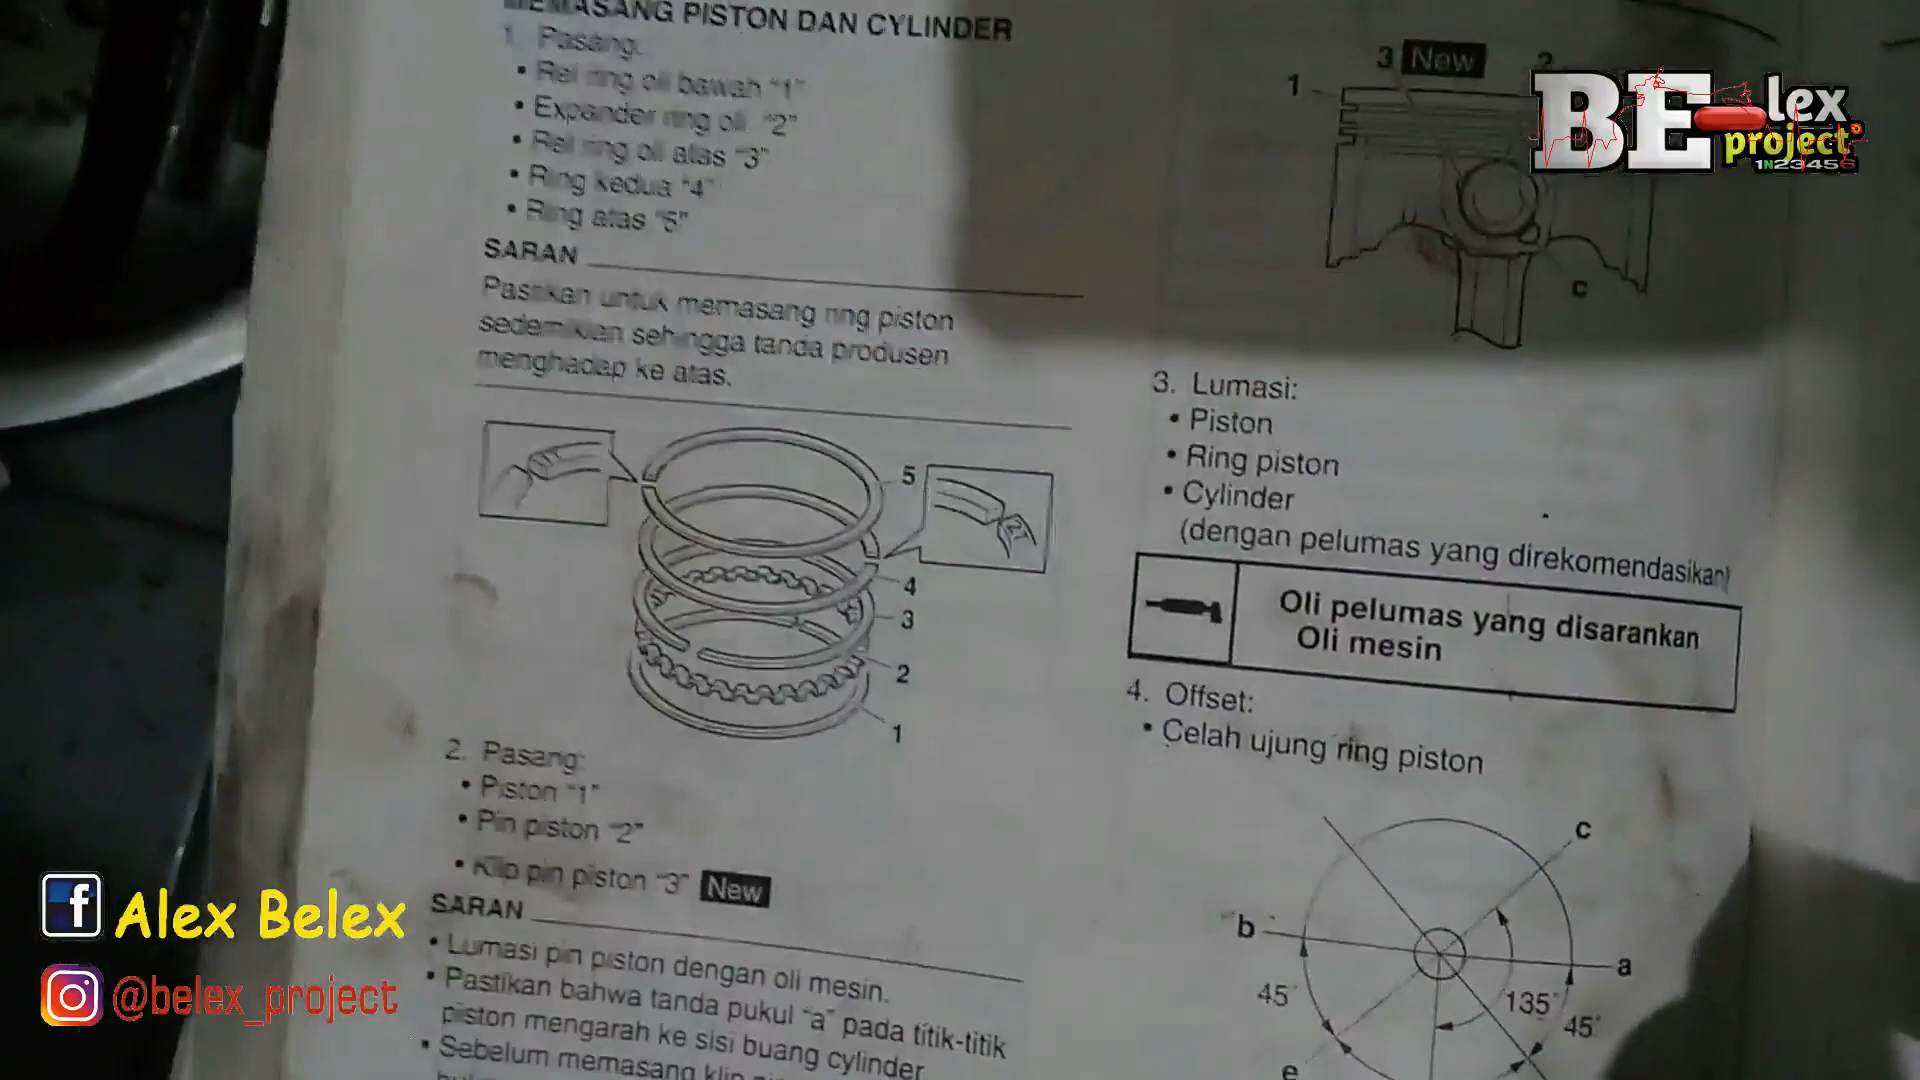 MEMASANG PISTON DAN CYLINDER
1. Pasang:
• Rel ring oli bawah "1"
• Expander ring oli "2"
• Rel ring oli atas "3"
• Ring kedua "4"
• Ring atas "5"
SARAN
Pastikan untuk memasang ring piston
sedemikian sehingga tanda produsen
menghadap ke atas.
5
2T
4
3
2
1
2. Pasang:
• Piston "1"
• Pin piston "2"
• Klip pin piston "3" New
SARAN
• Lumasi pin piston dengan oli mesin.
• Pastikan bahwa tanda pukul "a" pada titik-titik
piston mengarah ke sisi buang cylinder.
• Sebelum memasang klip
3 New 2
1
c
3. Lumasi:
• Piston
• Ring piston
• Cylinder
(dengan pelumas yang direkomendasikan)
Oli pelumas yang disarankan
Oli mesin
4. Offset:
• Celah ujung ring piston
c
b
a
45°
135°
45°
e
BE-lex
project
1N23456
f Alex Belex
@belex_project